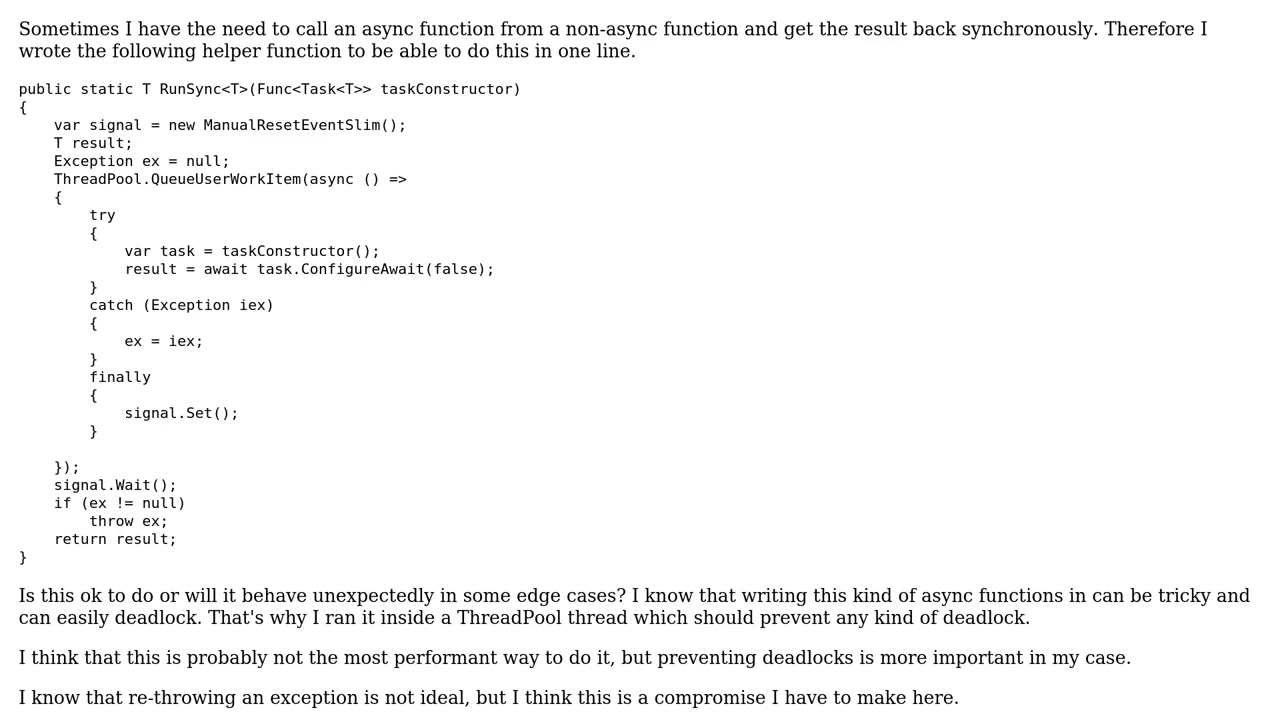 Sometimes I have the need to call an async function from a non-async function and get the result back synchronously. Therefore I
wrote the following helper function to be able to do this in one line.
public static T RunSync<T>(Func<Task<T>> taskConstructor)
{
    var signal = new ManualResetEventSlim();
    T result;
    Exception ex = null;
    ThreadPool.QueueUserWorkItem(async () =>
    {
        try
        {
            var task = taskConstructor();
            result = await task.ConfigureAwait(false);
        }
        catch (Exception iex)
        {
            ex = iex;
        }
        finally
        {
            signal.Set();
        }
    });
    signal.Wait();
    if (ex != null)
        throw ex;
    return result;
}
Is this ok to do or will it behave unexpectedly in some edge cases? I know that writing this kind of async functions in can be tricky and
can easily deadlock. That's why I ran it inside a ThreadPool thread which should prevent any kind of deadlock.
I think that this is probably not the most performant way to do it, but preventing deadlocks is more important in my case.
I know that re-throwing an exception is not ideal, but I think this is a compromise I have to make here.